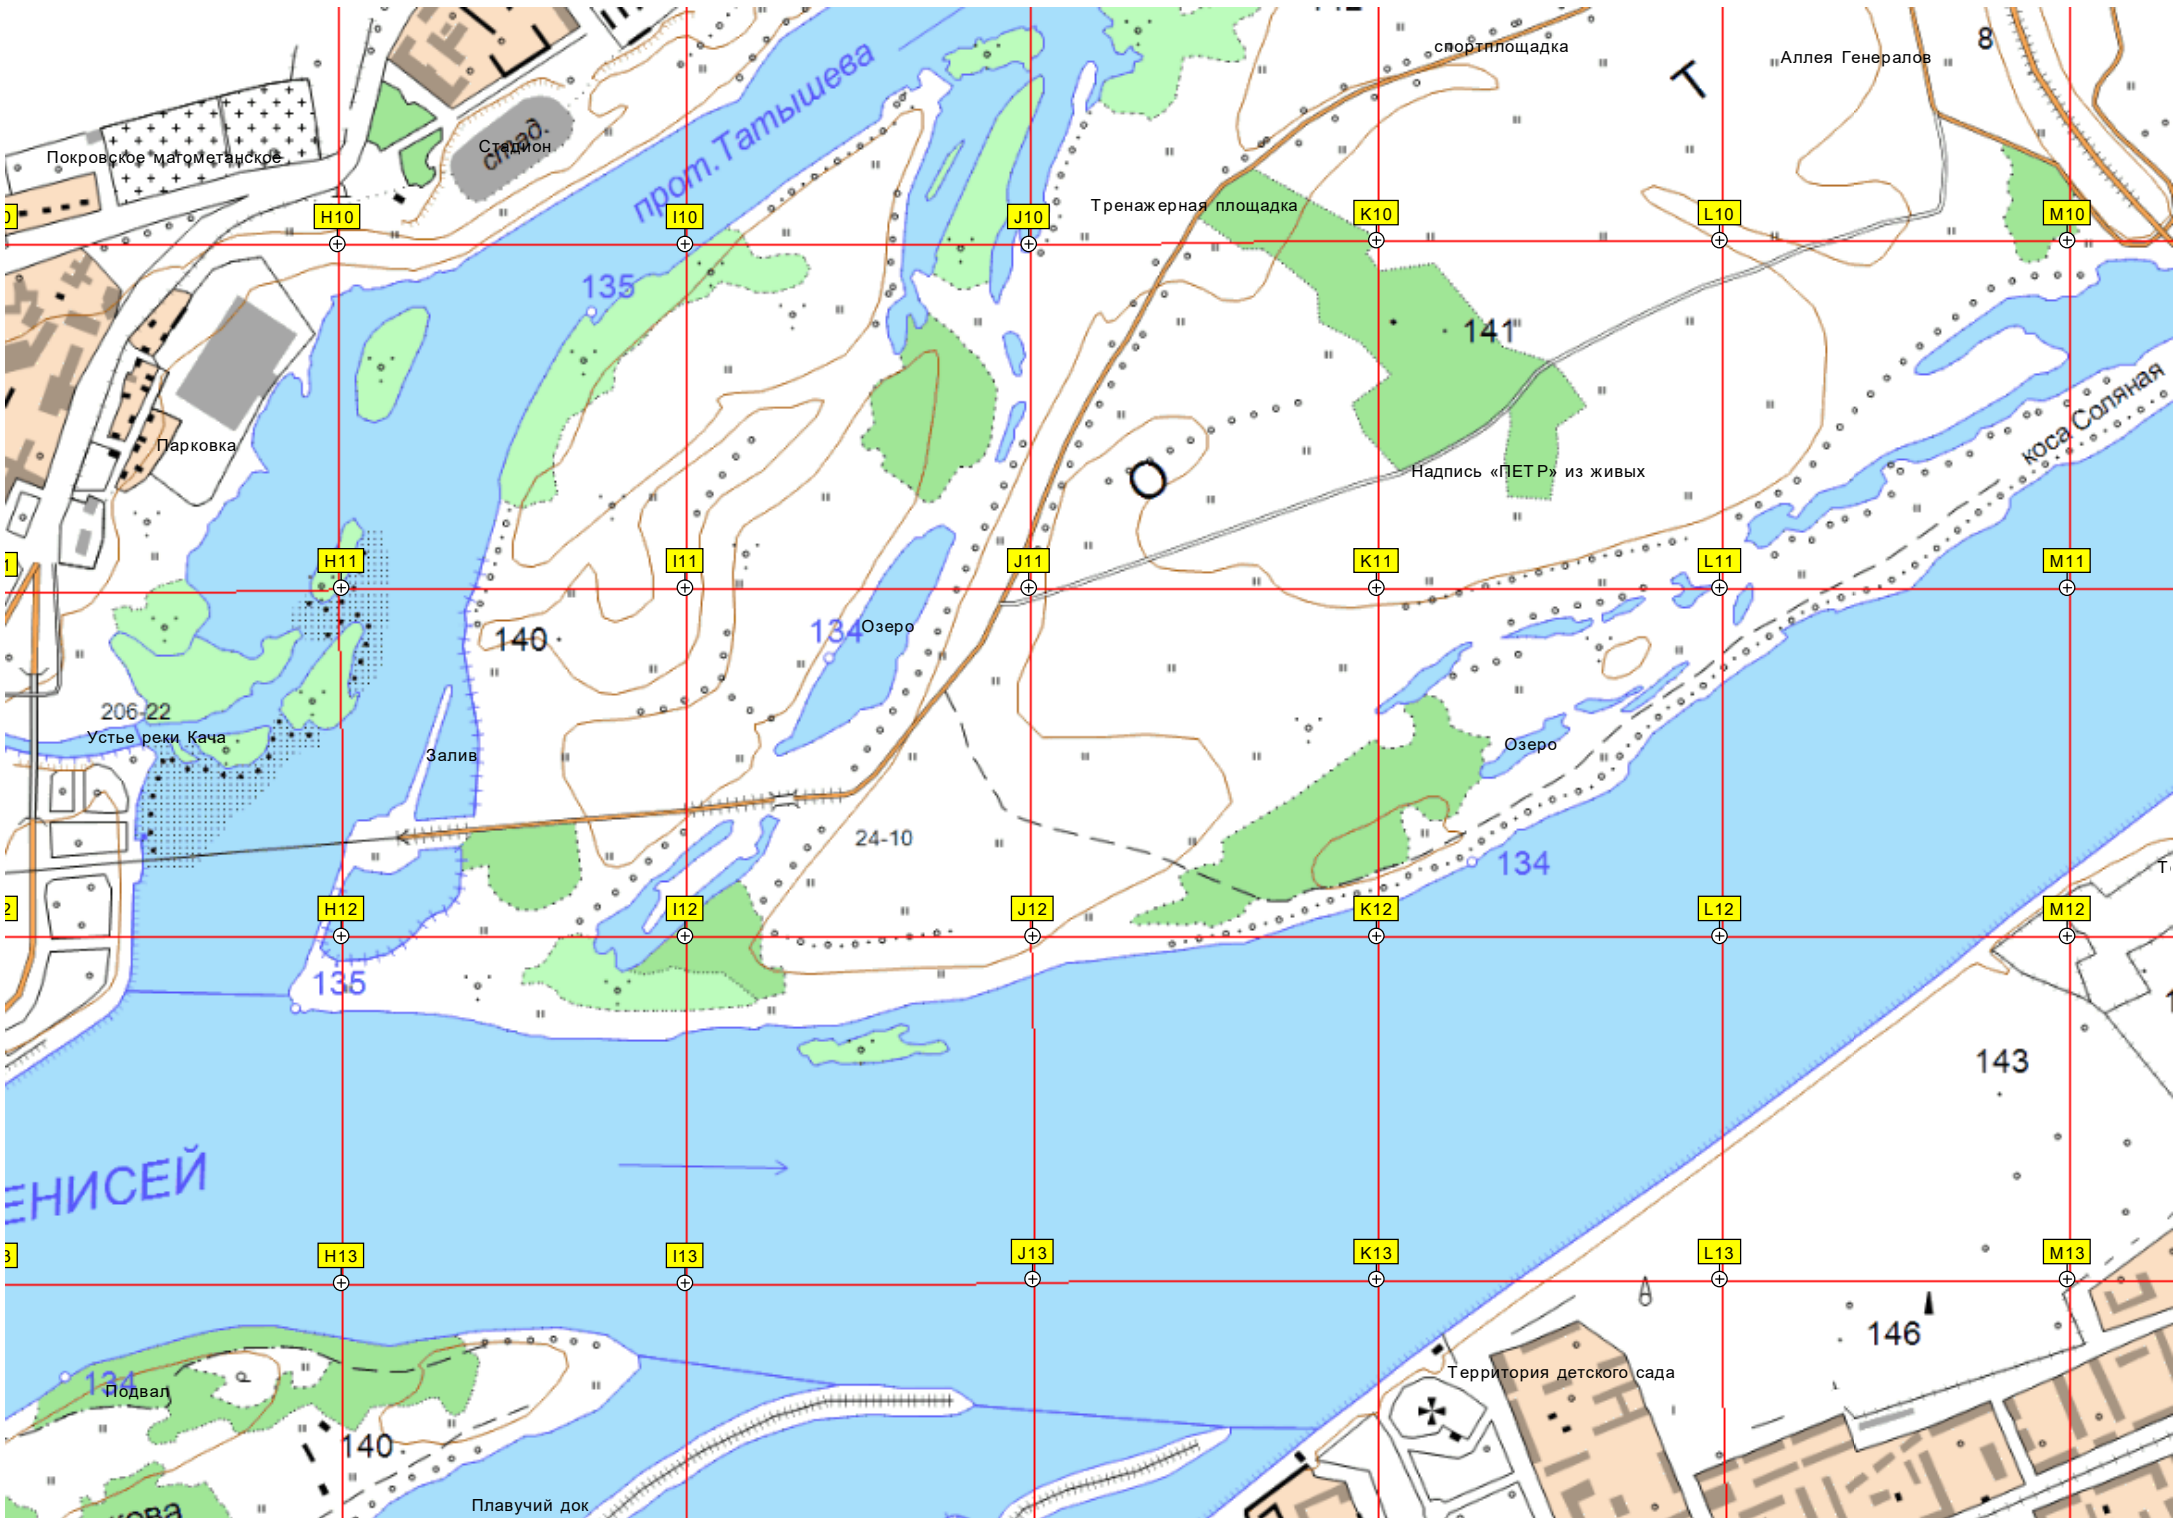 спортплощадка
8
Аллея Генералов
Т
прот. Татышева
стад.
Стадион
Покровское магометанское
Тренажерная площадка
H10
I10
J10
K10
L10
M10
135
141
коса Соляная
Парковка
О
Надпись «ПЕТР» из живых
H11
I11
J11
K11
L11
M11
140
134
Озеро
206-22
Устье реки Кача
Залив
Озеро
24-10
134
H12
I12
J12
K12
L12
M12
135
143
ЕНИСЕЙ
H13
I13
J13
K13
L13
M13
146
Территория детского сада
134
Подвал
140
Плавучий док